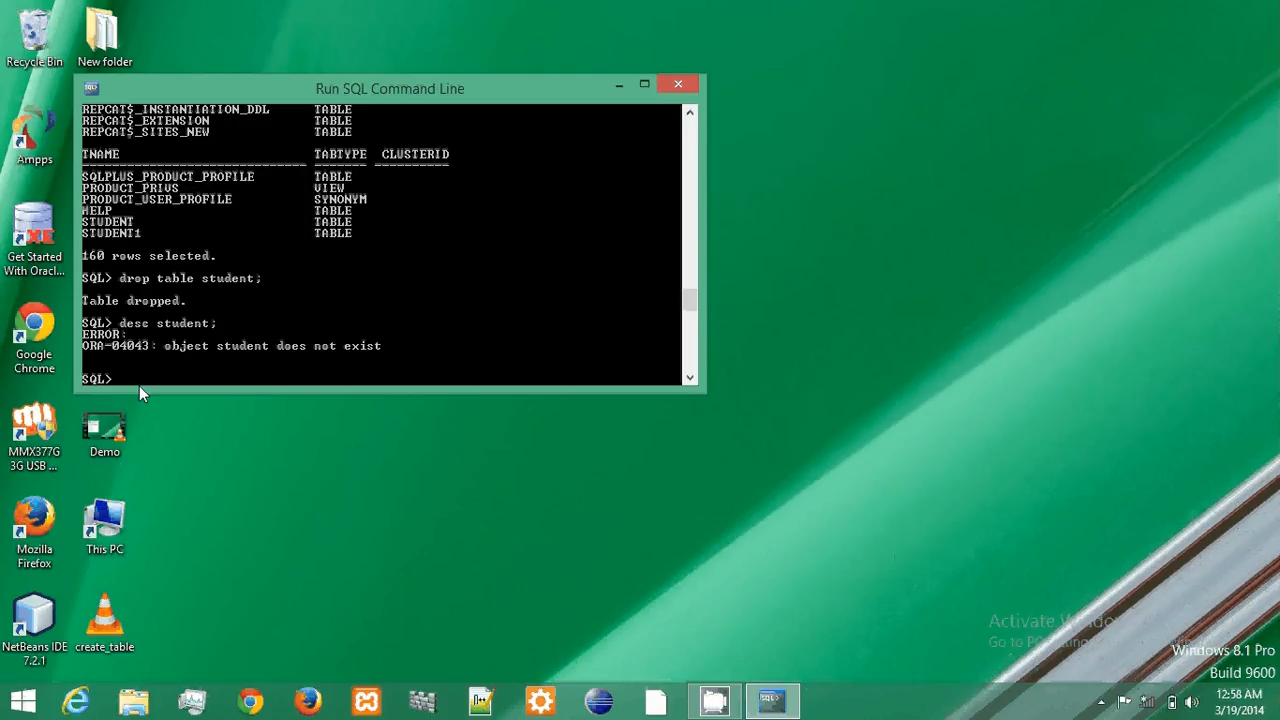 Recycle Bin
New folder
Run SQL Command Line
REPCAT$_INSTANTIATION_DDL TABLE
REPCAT$_EXTENSION TABLE
REPCAT$_SITES_NEW TABLE
TNAME TABTYPE CLUSTERID
SQLPLUS_PRODUCT_PROFILE TABLE
PRODUCT_PRIVS VIEW
PRODUCT_USER_PROFILE SYNONYM
HELP TABLE
STUDENT TABLE
STUDENT1 TABLE
160 rows selected.
SQL> drop table student;
Table dropped.
SQL> desc student;
ERROR:
ORA-04043: object student does not exist
SQL>
Ampps
Get Started
With Oracl...
Google
Chrome
MMX377G
3G USB ...
Demo
Mozilla
Firefox
This PC
NetBeans IDE
7.2.1
create_table
Activate Windo
Go to PC
Windows 8.1 Pro
Build 9600
12:58 AM
3/19/2014